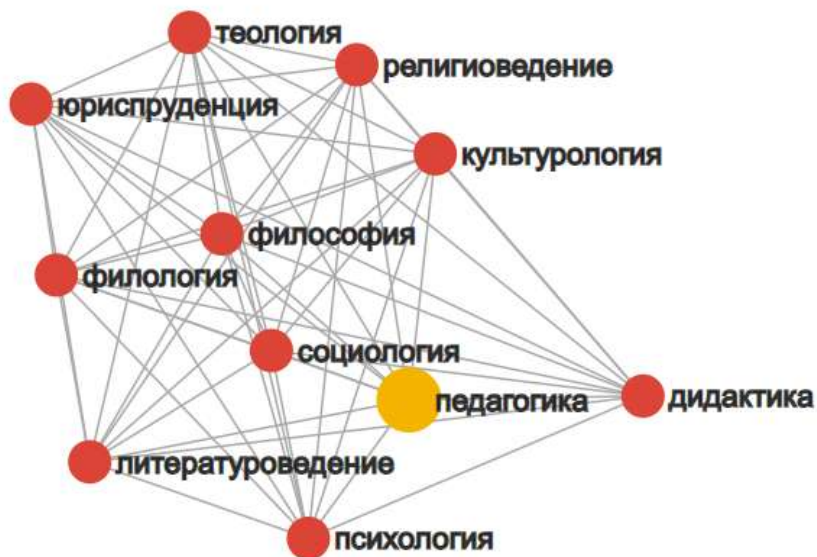 теология
религиоведение
юриспруденция
культурология
философия
филология
социология
педагогика
дидактика
литературоведение
психология